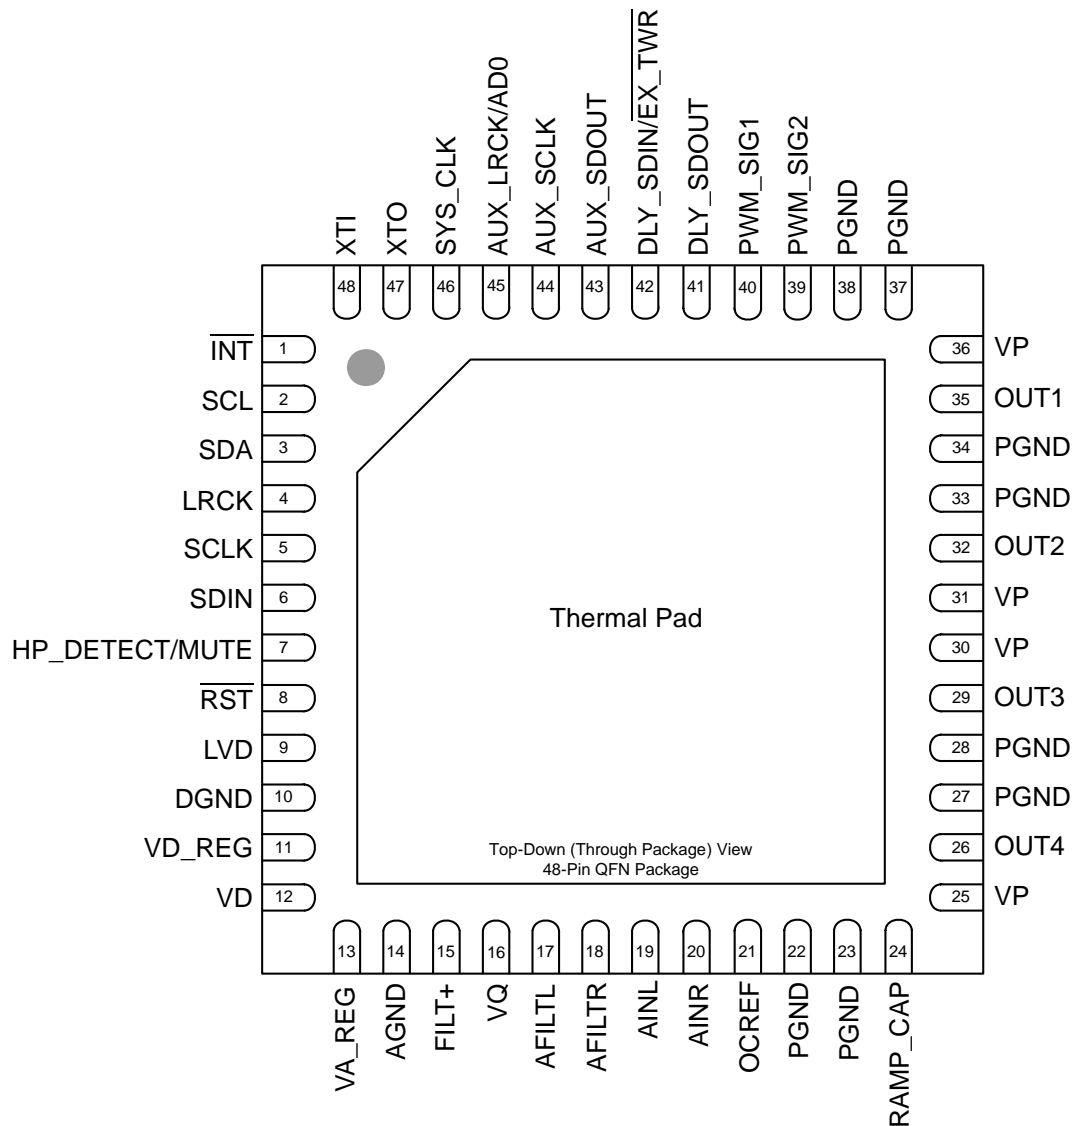 XTI
XTO
SYS_CLK
AUX_LRCK/AD0
AUX_SCLK
AUX_SDOUT
DLY_SDIN/EX_TWR
DLY_SDOUT
PWM_SIG1
PWM_SIG2
PGND
PGND
48
47
46
45
44
43
42
41
40
39
38
37
INT 1
SCL 2
SDA 3
LRCK 4
SCLK 5
SDIN 6
HP_DETECT/MUTE 7
RST 8
LVD 9
DGND 10
VD_REG 11
VD 12
36 VP
35 OUT1
34 PGND
33 PGND
32 OUT2
31 VP
30 VP
29 OUT3
28 PGND
27 PGND
26 OUT4
25 VP
Thermal Pad
Top-Down (Through Package) View
48-Pin QFN Package
13
14
15
16
17
18
19
20
21
22
23
24
VA_REG
AGND
FILT+
VQ
AFILTL
AFILTR
AINL
AINR
OCREF
PGND
PGND
RAMP_CAP